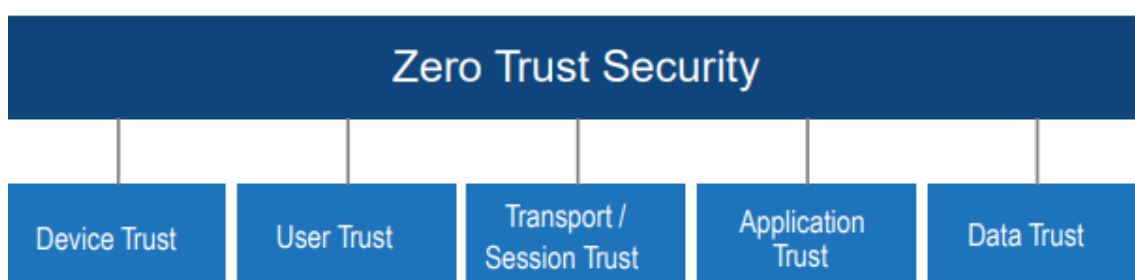 Zero Trust Security
Device Trust
User Trust
Transport /
Session Trust
Application
Trust
Data Trust